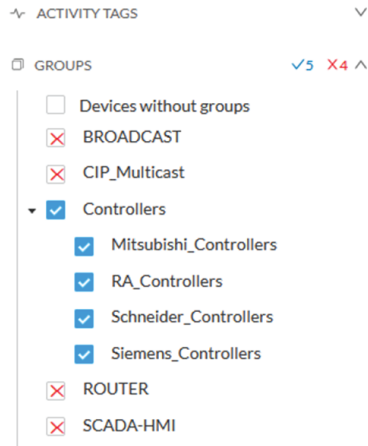 ACTIVITY TAGS
GROUPS 5 4
Devices without groups
BROADCAST
CIP_Multicast
Controllers
Mitsubishi_Controllers
RA_Controllers
Schneider_Controllers
Siemens_Controllers
ROUTER
SCADA-HMI